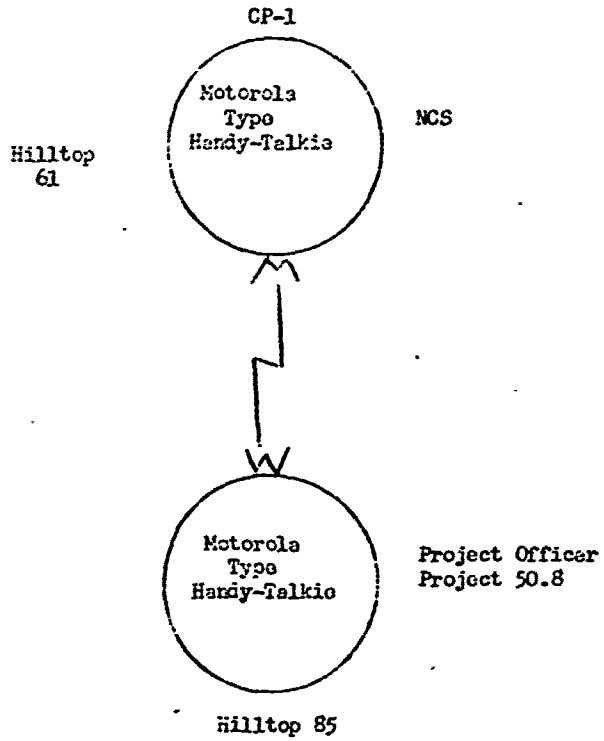 CP-1
Motorola
Type
Handy-Talkie
NCS
Hilltop
61
Motorola
Type
Handy-Talkie
Project Officer
Project 50.8
Hilltop 85